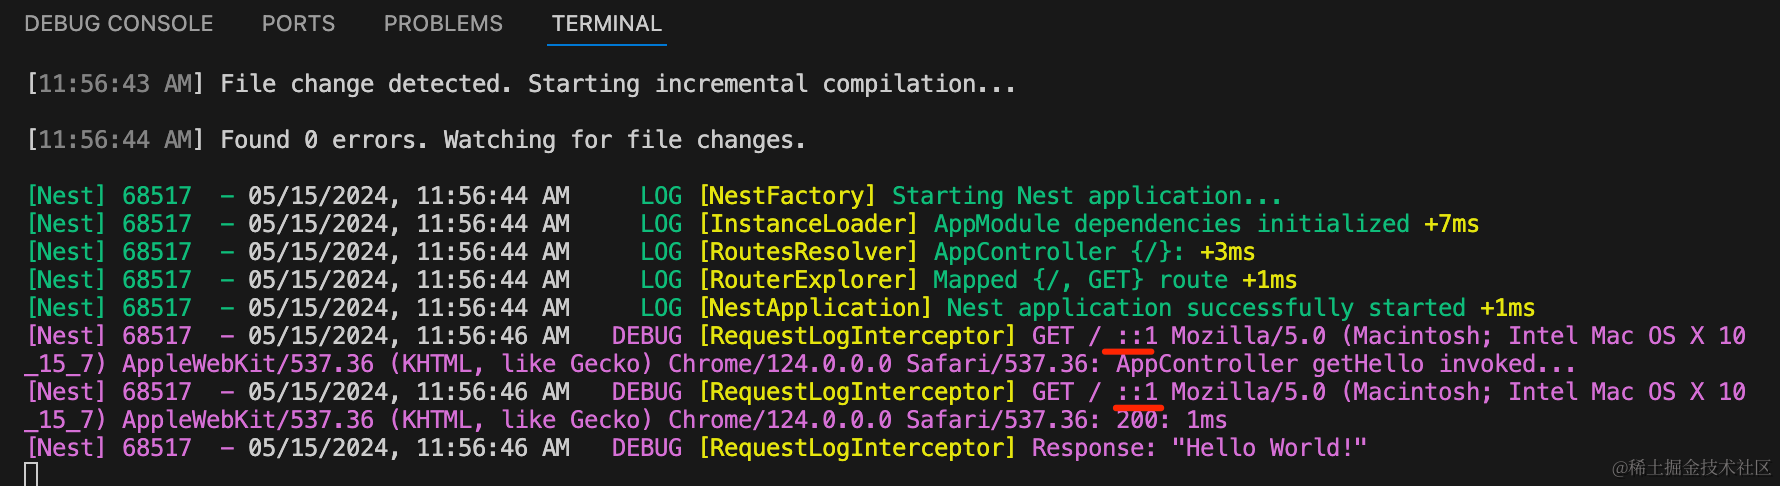 DEBUG CONSOLE PORTS PROBLEMS TERMINAL
[11:56:43 AM] File change detected. Starting incremental compilation...
[11:56:44 AM] Found 0 errors. Watching for file changes.
[Nest] 68517  - 05/15/2024, 11:56:44 AM     LOG [NestFactory] Starting Nest application...
[Nest] 68517  - 05/15/2024, 11:56:44 AM     LOG [InstanceLoader] AppModule dependencies initialized +7ms
[Nest] 68517  - 05/15/2024, 11:56:44 AM     LOG [RoutesResolver] AppController {/}: +3ms
[Nest] 68517  - 05/15/2024, 11:56:44 AM     LOG [RouterExplorer] Mapped {/, GET} route +1ms
[Nest] 68517  - 05/15/2024, 11:56:44 AM     LOG [NestApplication] Nest application successfully started +1ms
[Nest] 68517  - 05/15/2024, 11:56:46 AM   DEBUG [RequestLogInterceptor] GET / ::1 Mozilla/5.0 (Macintosh; Intel Mac OS X 10
_15_7) AppleWebKit/537.36 (KHTML, like Gecko) Chrome/124.0.0.0 Safari/537.36: AppController getHello invoked...
[Nest] 68517  - 05/15/2024, 11:56:46 AM   DEBUG [RequestLogInterceptor] GET / ::1 Mozilla/5.0 (Macintosh; Intel Mac OS X 10
_15_7) AppleWebKit/537.36 (KHTML, like Gecko) Chrome/124.0.0.0 Safari/537.36: 200: 1ms
[Nest] 68517  - 05/15/2024, 11:56:46 AM   DEBUG [RequestLogInterceptor] Response: "Hello World!"
@稀土掘金技术社区